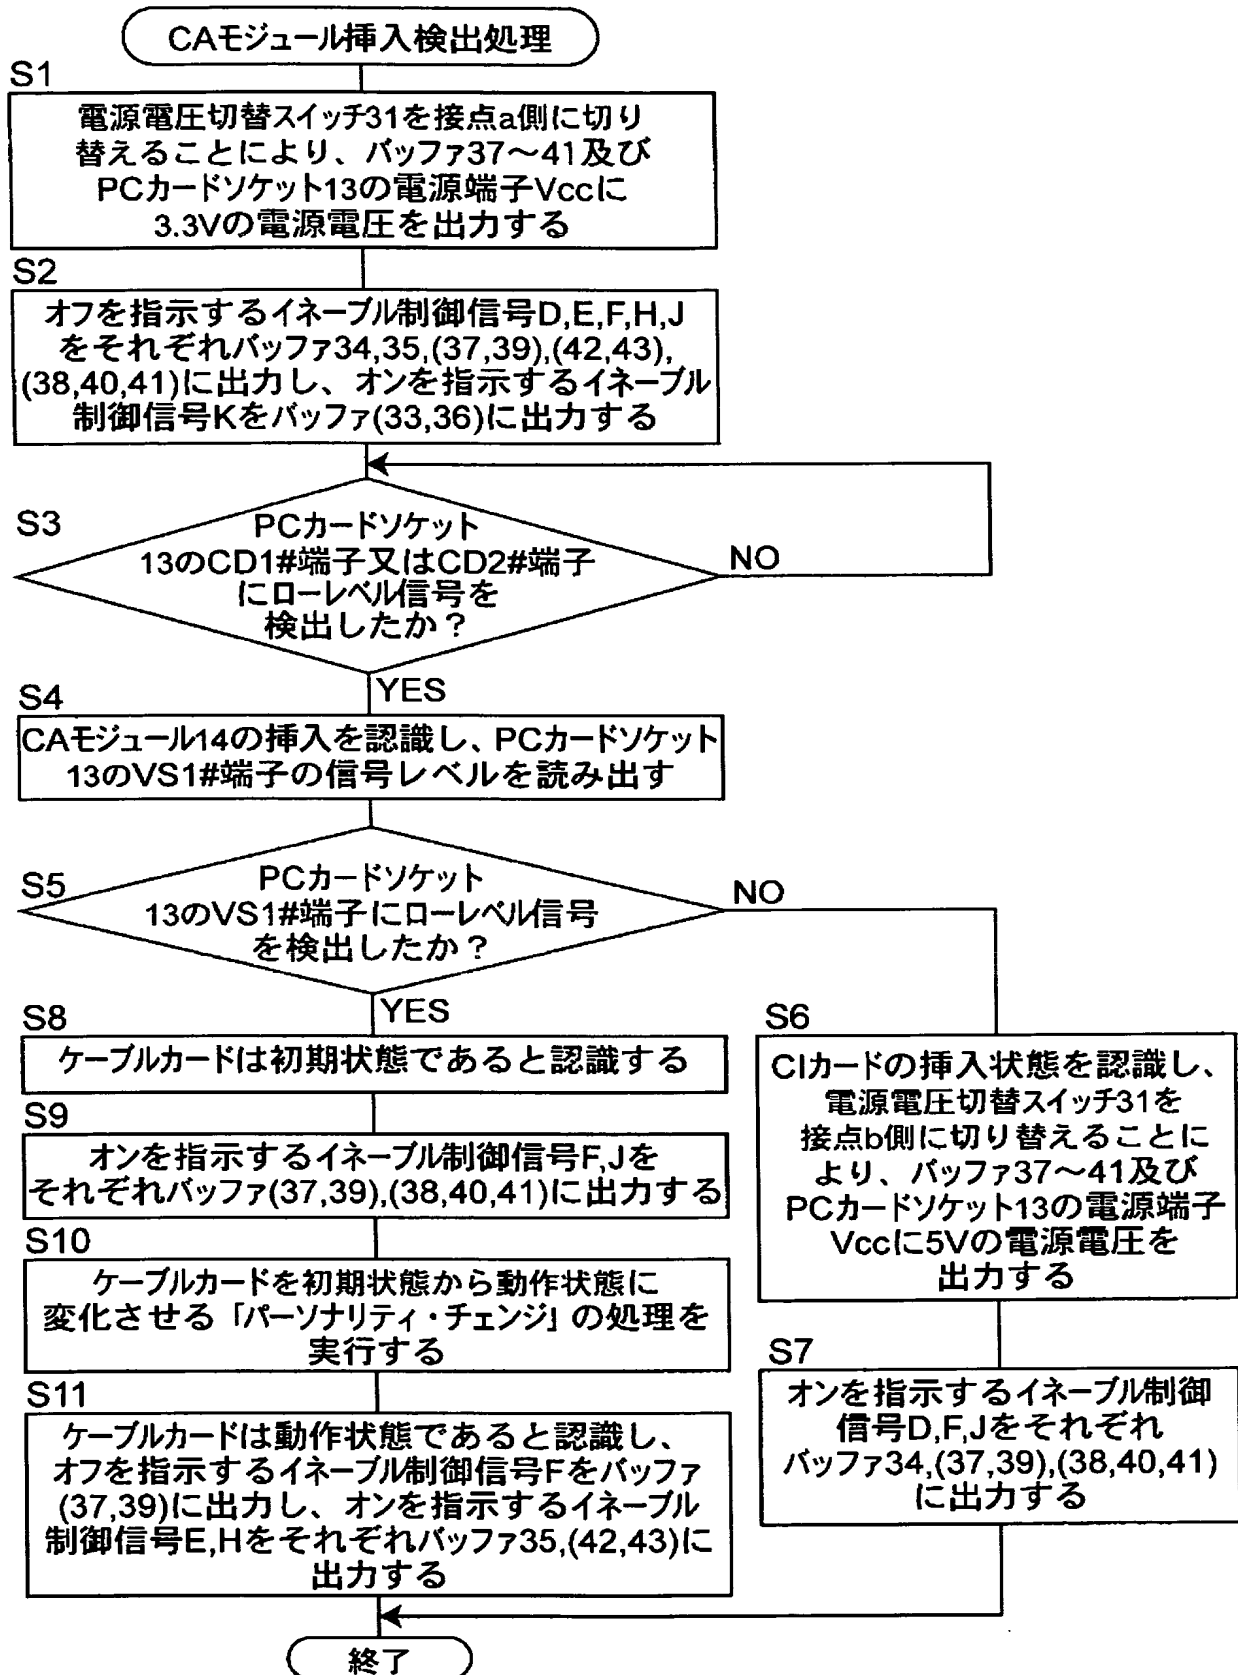 CAモジュール挿入検出処理
S1
電源電圧切替スイッチ31を接点a側に切り
替えることにより、バッファ37〜41及び
PCカードソケット13の電源端子Vccに
3.3Vの電源電圧を出力する
S2
オフを指示するイネーブル制御信号D,E,F,H,J
をそれぞれバッファ34,35,(37,39),(42,43),
(38,40,41)に出力し、オンを指示するイネーブル
制御信号Kをバッファ(33,36)に出力する
S3
PCカードソケット
13のCD1#端子又はCD2#端子
にローレベル信号を
検出したか？
NO
YES
S4
CAモジュール14の挿入を認識し、PCカードソケット
13のVS1#端子の信号レベルを読み出す
S5
PCカードソケット
13のVS1#端子にローレベル信号
を検出したか？
NO
YES
S8
ケーブルカードは初期状態であると認識する
S9
オンを指示するイネーブル制御信号F,Jを
それぞれバッファ(37,39),(38,40,41)に出力する
S10
ケーブルカードを初期状態から動作状態に
変化させる「パーソナリティ・チェンジ」の処理を
実行する
S11
ケーブルカードは動作状態であると認識し、
オフを指示するイネーブル制御信号Fをバッファ
(37,39)に出力し、オンを指示するイネーブル
制御信号E,Hをそれぞれバッファ35,(42,43)に
出力する
S6
CIカードの挿入状態を認識し、
電源電圧切替スイッチ31を
接点b側に切り替えることに
より、バッファ37〜41及び
PCカードソケット13の電源端子
Vccに5Vの電源電圧を
出力する
S7
オンを指示するイネーブル制御
信号D,F,Jをそれぞれ
バッファ34,(37,39),(38,40,41)
に出力する
終了